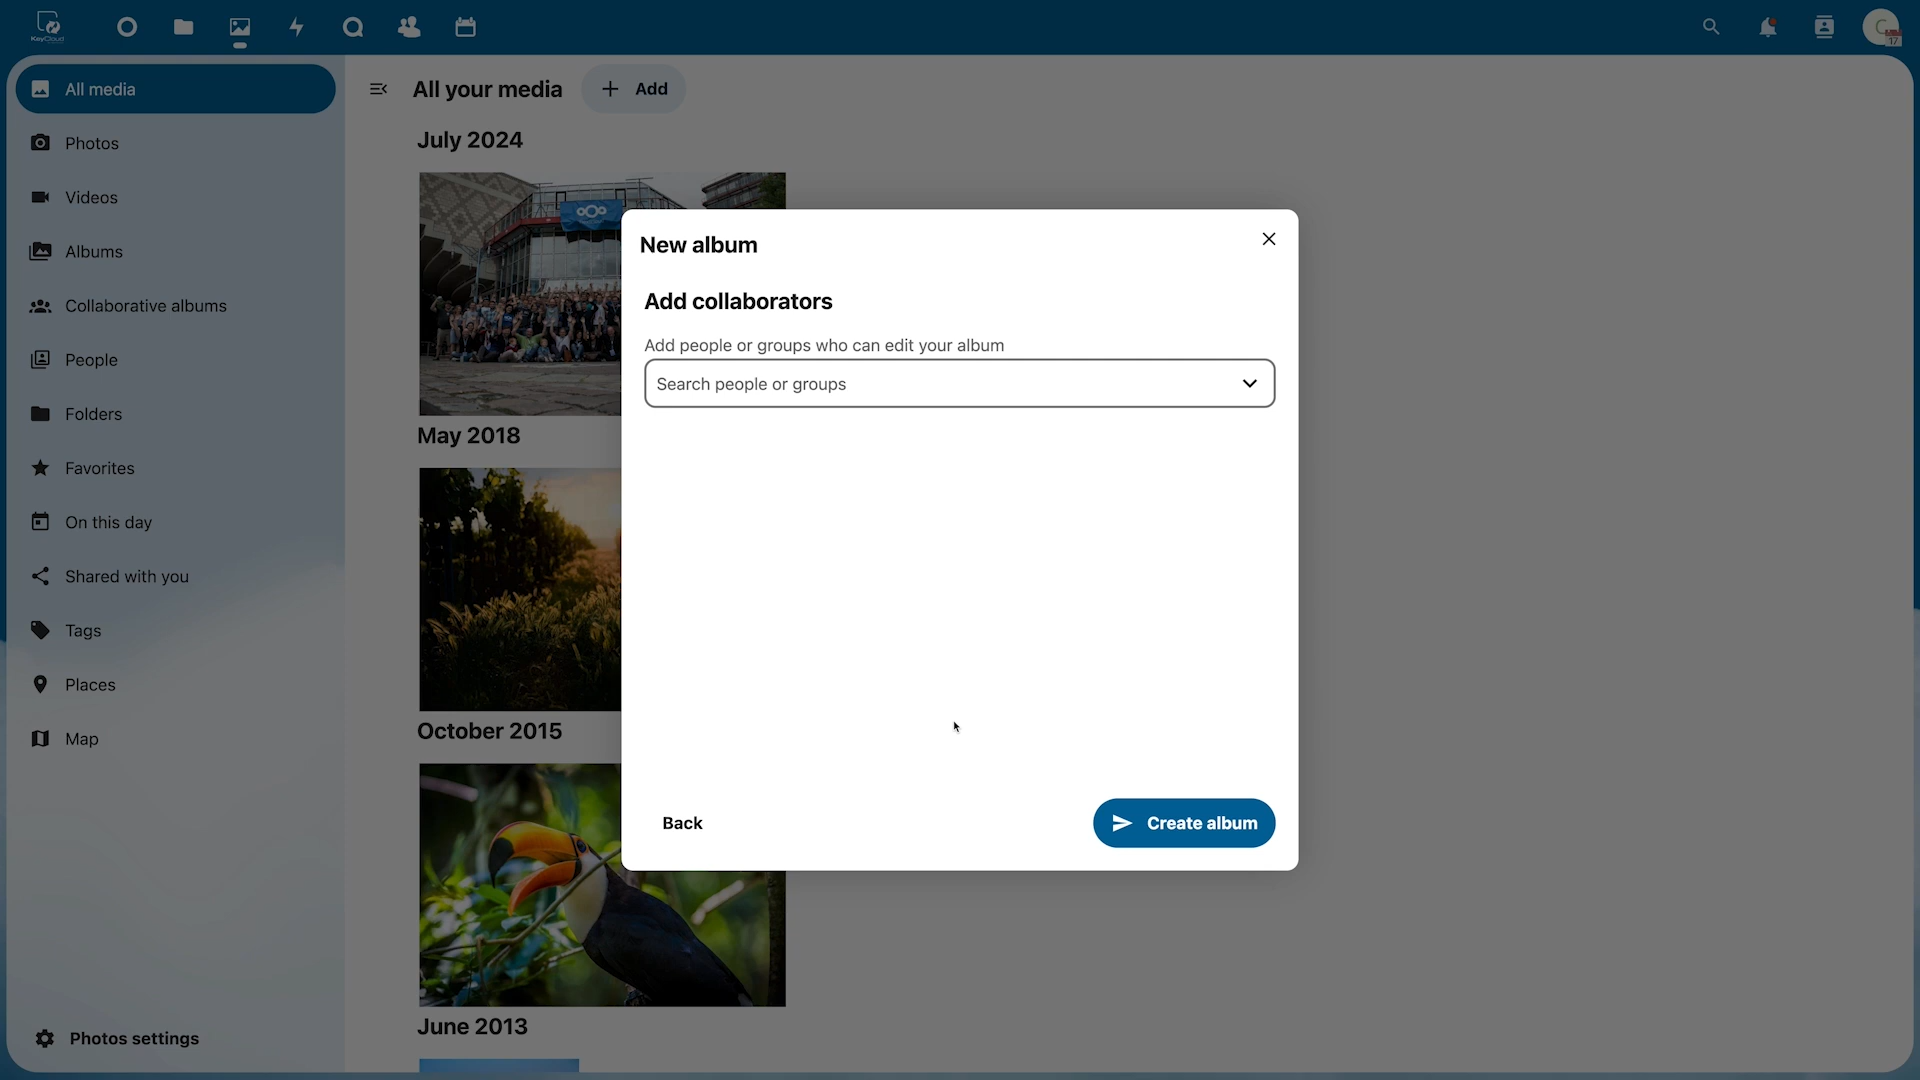 KeyCloud
17
All media
Photos
Videos
Albums
Collaborative albums
People
Folders
Favorites
On this day
Shared with you
Tags
Places
Map
Photos settings
All your media
Add
July 2024
May 2018
October 2015
June 2013
New album
Add collaborators
Add people or groups who can edit your album
Search people or groups
Back
Create album